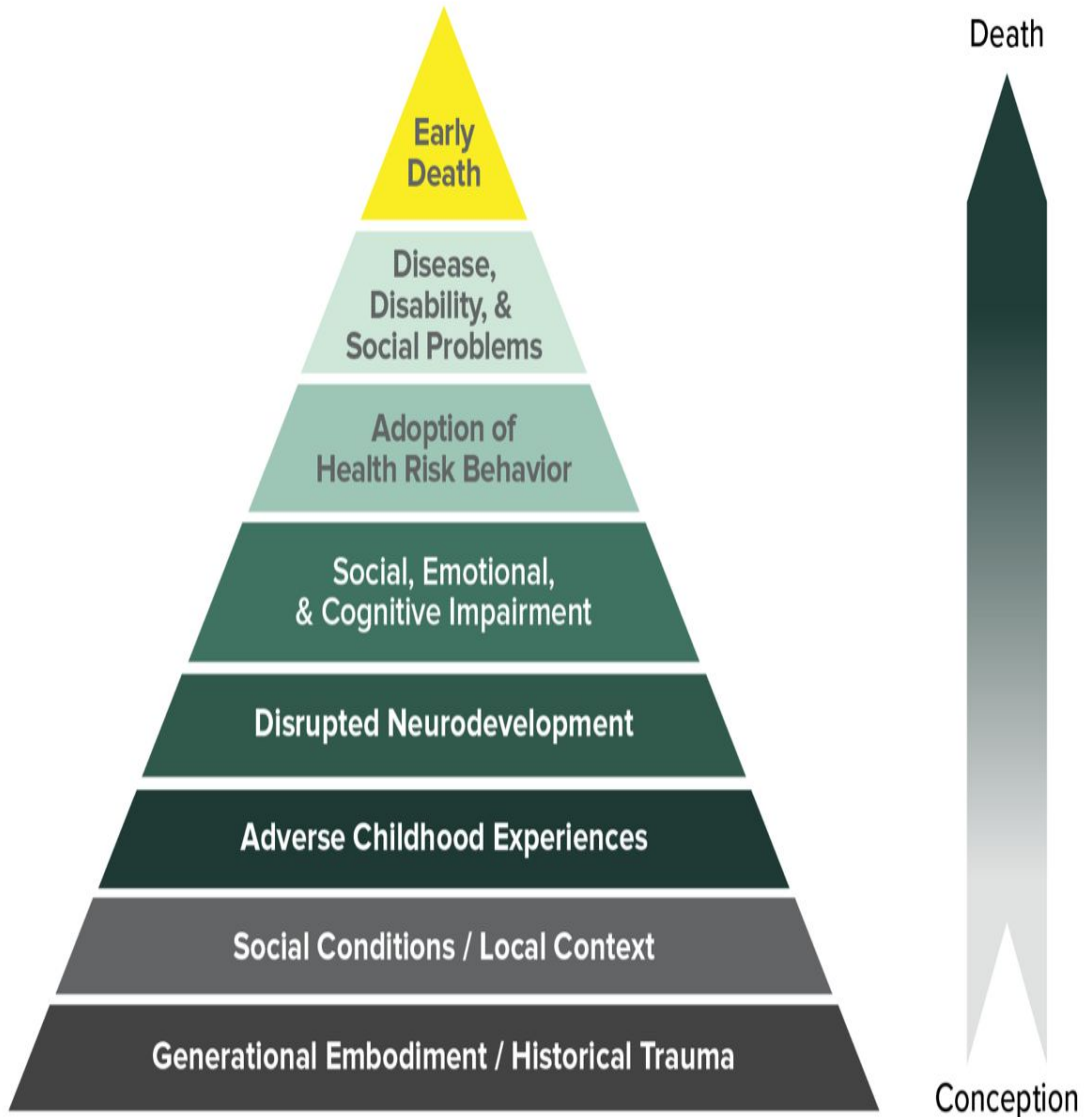 Death
Early
Death
Disease,
Disability, &
Social Problems
Adoption of
Health Risk Behavior
Social, Emotional,
& Cognitive Impairment
Disrupted Neurodevelopment
Adverse Childhood Experiences
Social Conditions / Local Context
Generational Embodiment / Historical Trauma
Conception